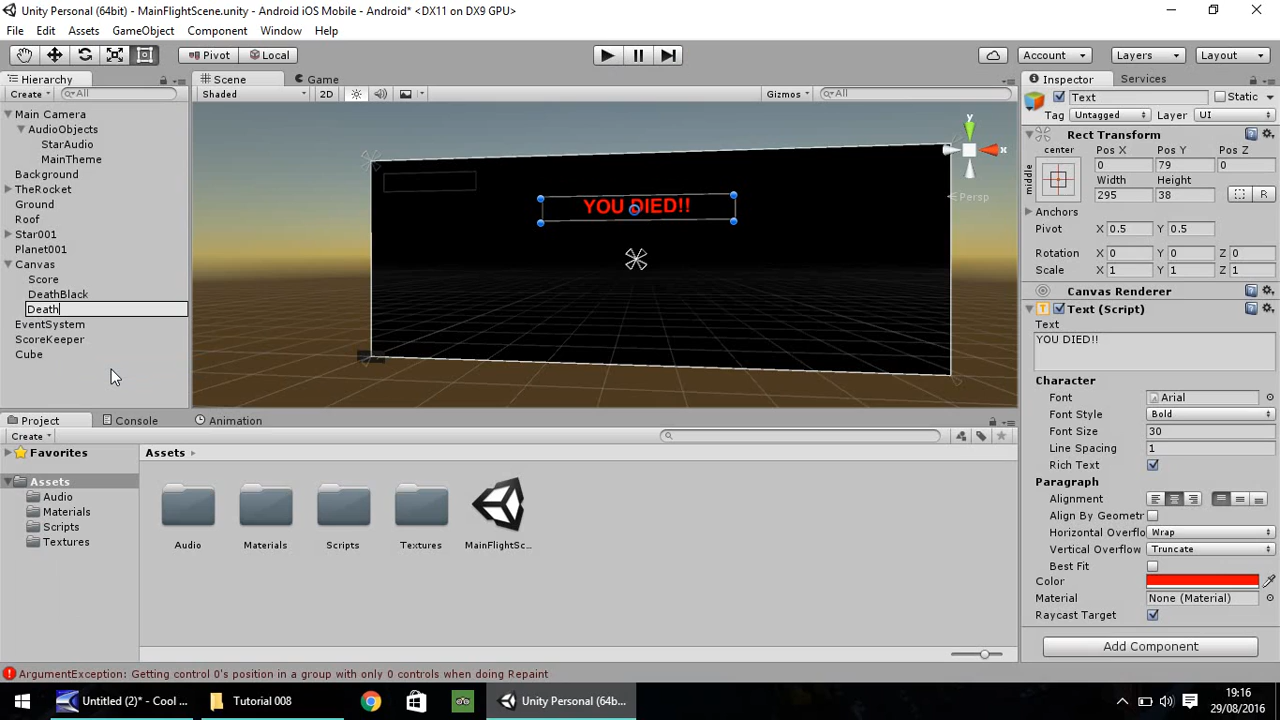 Unity Personal (64bit) - MainFlightScene.unity - Android iOS Mobile - Android* <DX11 on DX9 GPU>
File Edit Assets GameObject Component Window Help
Pivot Local Account Layers Layout
Hierarchy
Create All
Main Camera
AudioObjects
StarAudio
MainTheme
Background
TheRocket
Ground
Roof
Star001
Planet001
Canvas
Score
DeathBlack
Death
EventSystem
ScoreKeeper
Cube
Scene Game
Shaded 2D Gizmos All
y
x
Persp
YOU DIED!!
Inspector Services
Text Static
Tag Untagged Layer UI
Rect Transform
center Pos X Pos Y Pos Z
0 79 0
middle
Width Height
295 38 R
Anchors
Pivot X 0.5 Y 0.5
Rotation X 0 Y 0 Z 0
Scale X 1 Y 1 Z 1
Canvas Renderer
Text (Script)
Text
YOU DIED!!
Character
Font Arial
Font Style Bold
Font Size 30
Line Spacing 1
Rich Text
Paragraph
Alignment
Align By Geometr
Horizontal Overflo Wrap
Vertical Overflow Truncate
Best Fit
Color
Material None (Material)
Raycast Target
Add Component
Project Console Animation
Create
Favorites
Assets
Audio
Materials
Scripts
Textures
Assets
Audio Materials Scripts Textures MainFlightSc...
ArgumentException: Getting control 0's position in a group with only 0 controls when doing Repaint
Untitled (2)* - Cool ... Tutorial 008 Unity Personal (64b...
19:16
29/08/2016